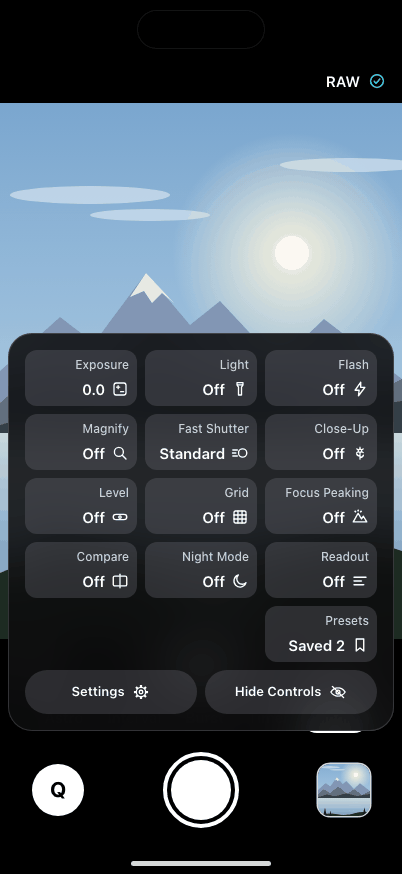 RAW
Exposure
0.0
Light
Off
Flash
Off
Magnify
Off
Fast Shutter
Standard
Close-Up
Off
Level
Off
Grid
Off
Focus Peaking
Off
Compare
Off
Night Mode
Off
Readout
Off
Presets
Saved 2
Settings
Hide Controls
Q